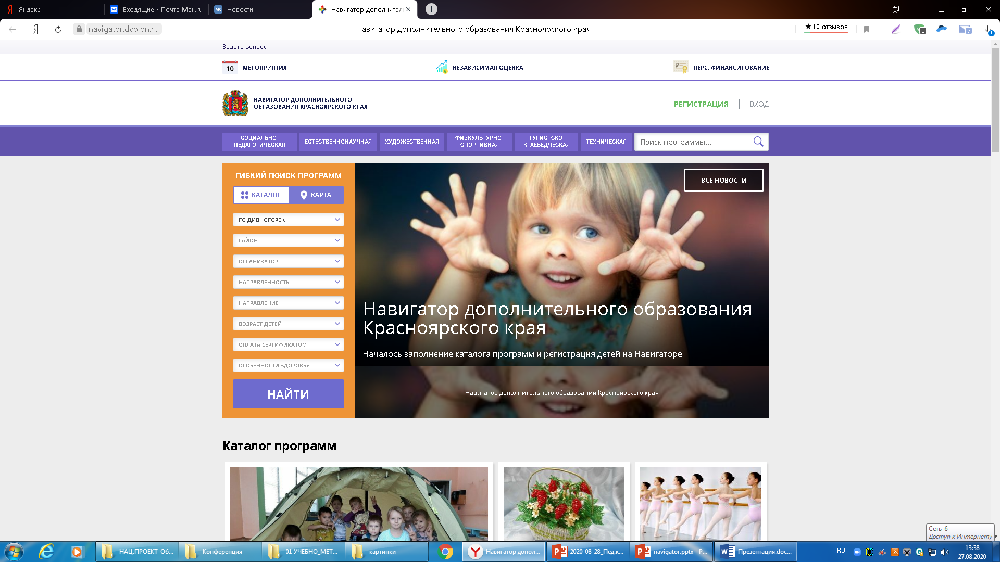 Яндекс
Входящие - Почта Mail.ru
Новости
Навигатор дополнител
navigator.dvpion.ru
Навигатор дополнительного образования Красноярского края
★10 отзывов
1
7
1
Задать вопрос
10 МЕРОПРИЯТИЯ
НЕЗАВИСИМАЯ ОЦЕНКА
ПЕРС. ФИНАНСИРОВАНИЕ
НАВИГАТОР ДОПОЛНИТЕЛЬНОГО
ОБРАЗОВАНИЯ КРАСНОЯРСКОГО КРАЯ
РЕГИСТРАЦИЯ
ВХОД
СОЦИАЛЬНО-
ПЕДАГОГИЧЕСКАЯ
ЕСТЕСТВЕННОНАУЧНАЯ
ХУДОЖЕСТВЕННАЯ
ФИЗКУЛЬТУРНО-
СПОРТИВНАЯ
ТУРИСТСКО-
КРАЕВЕДЧЕСКАЯ
ТЕХНИЧЕСКАЯ
Поиск программы...
ГИБКИЙ ПОИСК ПРОГРАММ
КАТАЛОГ
КАРТА
ГО ДИВНОГОРСК
РАЙОН
ОРГАНИЗАТОР
НАПРАВЛЕННОСТЬ
НАПРАВЛЕНИЕ
ВОЗРАСТ ДЕТЕЙ
ОПЛАТА СЕРТИФИКАТОМ
ОСОБЕННОСТИ ЗДОРОВЬЯ
НАЙТИ
ВСЕ НОВОСТИ
Навигатор дополнительного образования
Красноярского края
Началось заполнение каталога программ и регистрация детей на Навигаторе
Навигатор дополнительного образования Красноярского края
Каталог программ
Сеть 6
Доступ к Интернету
НАЦ.ПРОЕКТ-Об...
Конференция
01 УЧЕБНО_МЕТ...
картинки
Навигатор допол...
2020-08-28_Пед.к...
navigator.pptx - P...
Презентация.doc...
RU
13:38
27.08.2020